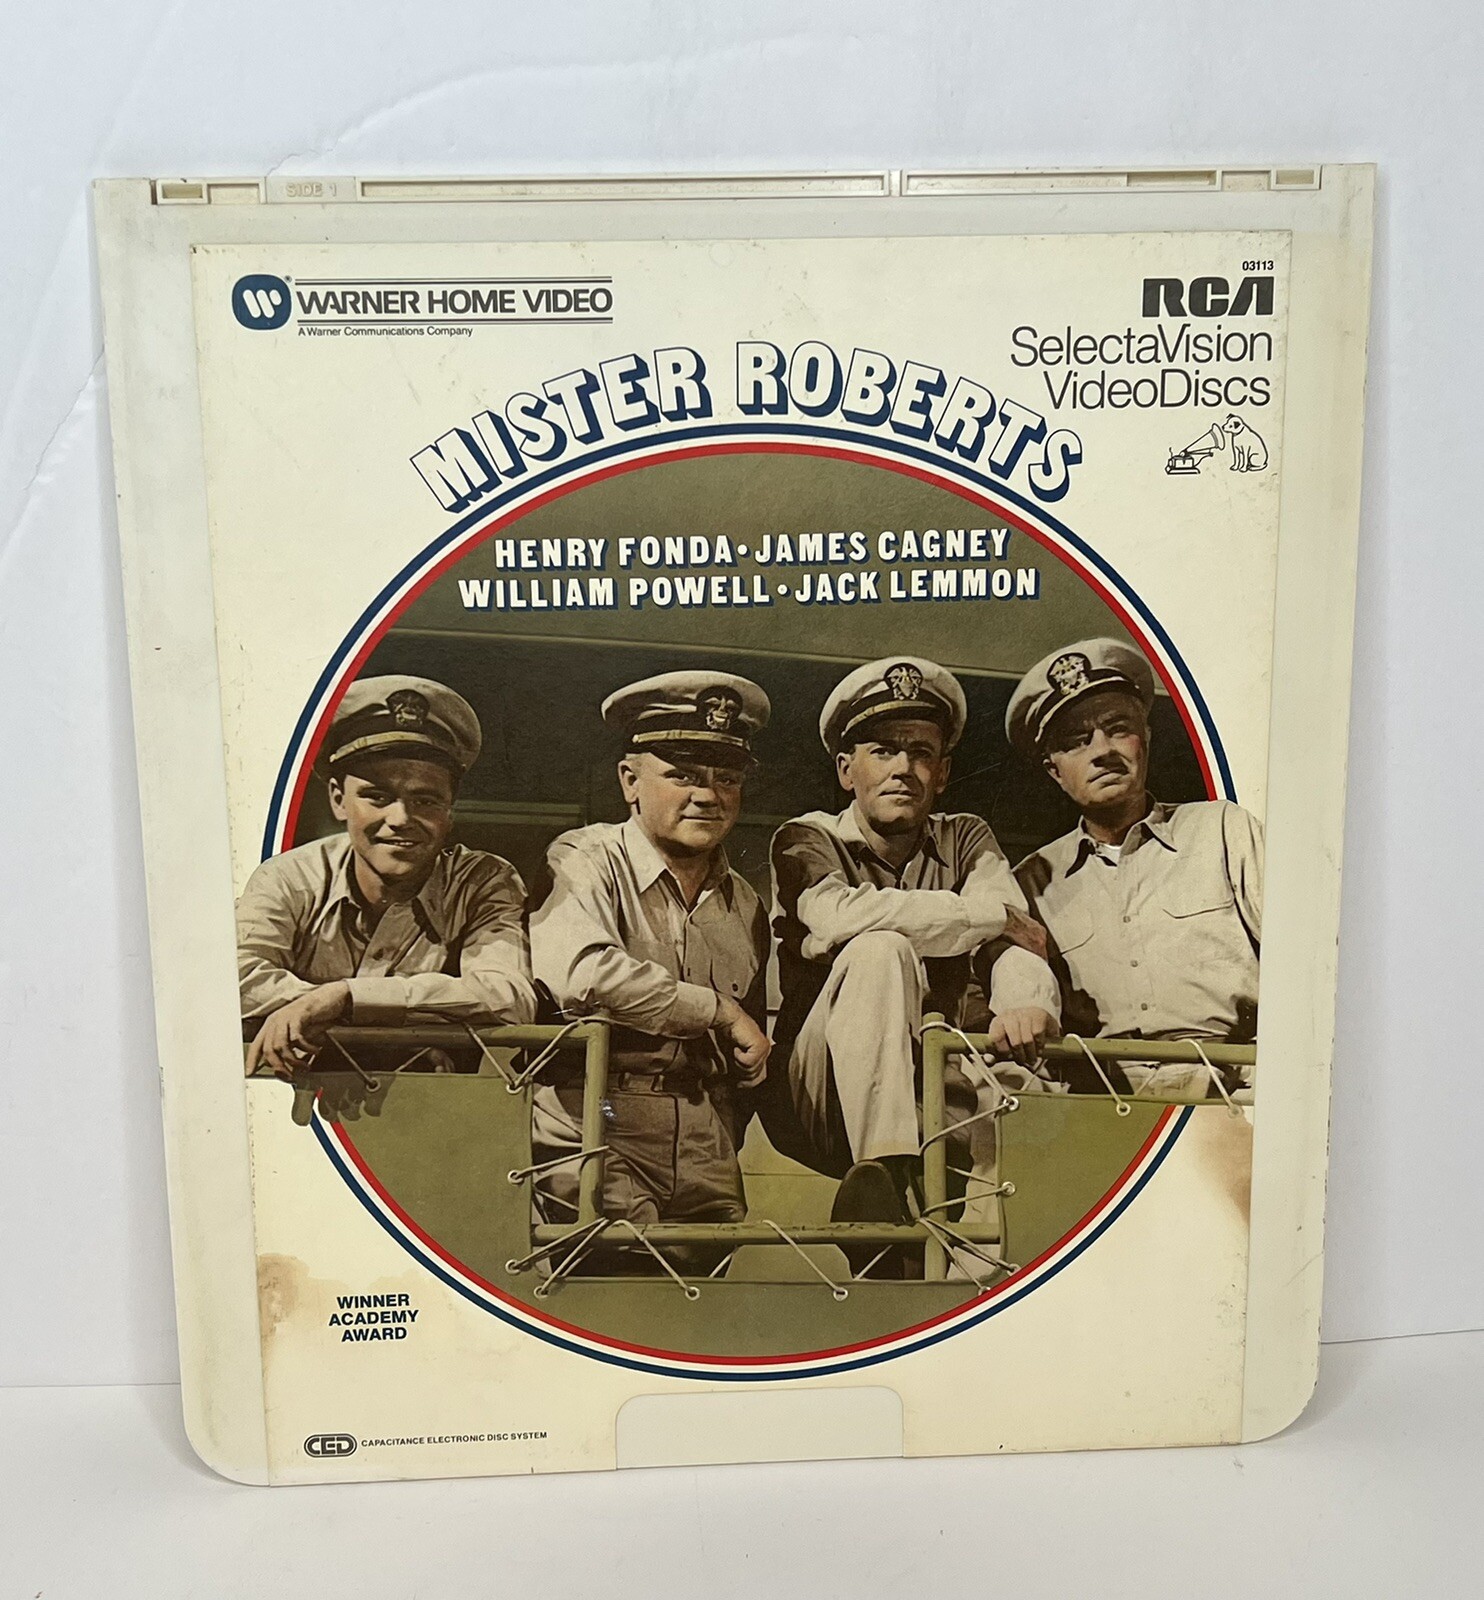 SIDE 1
WARNER HOME VIDEO
A Warner Communications Company
03113
RCA
SelectaVision
VideoDiscs
MISTER ROBERTS
HENRY FONDA • JAMES CAGNEY
WILLIAM POWELL • JACK LEMMON
WINNER
ACADEMY
AWARD
CED CAPACITANCE ELECTRONIC DISC SYSTEM